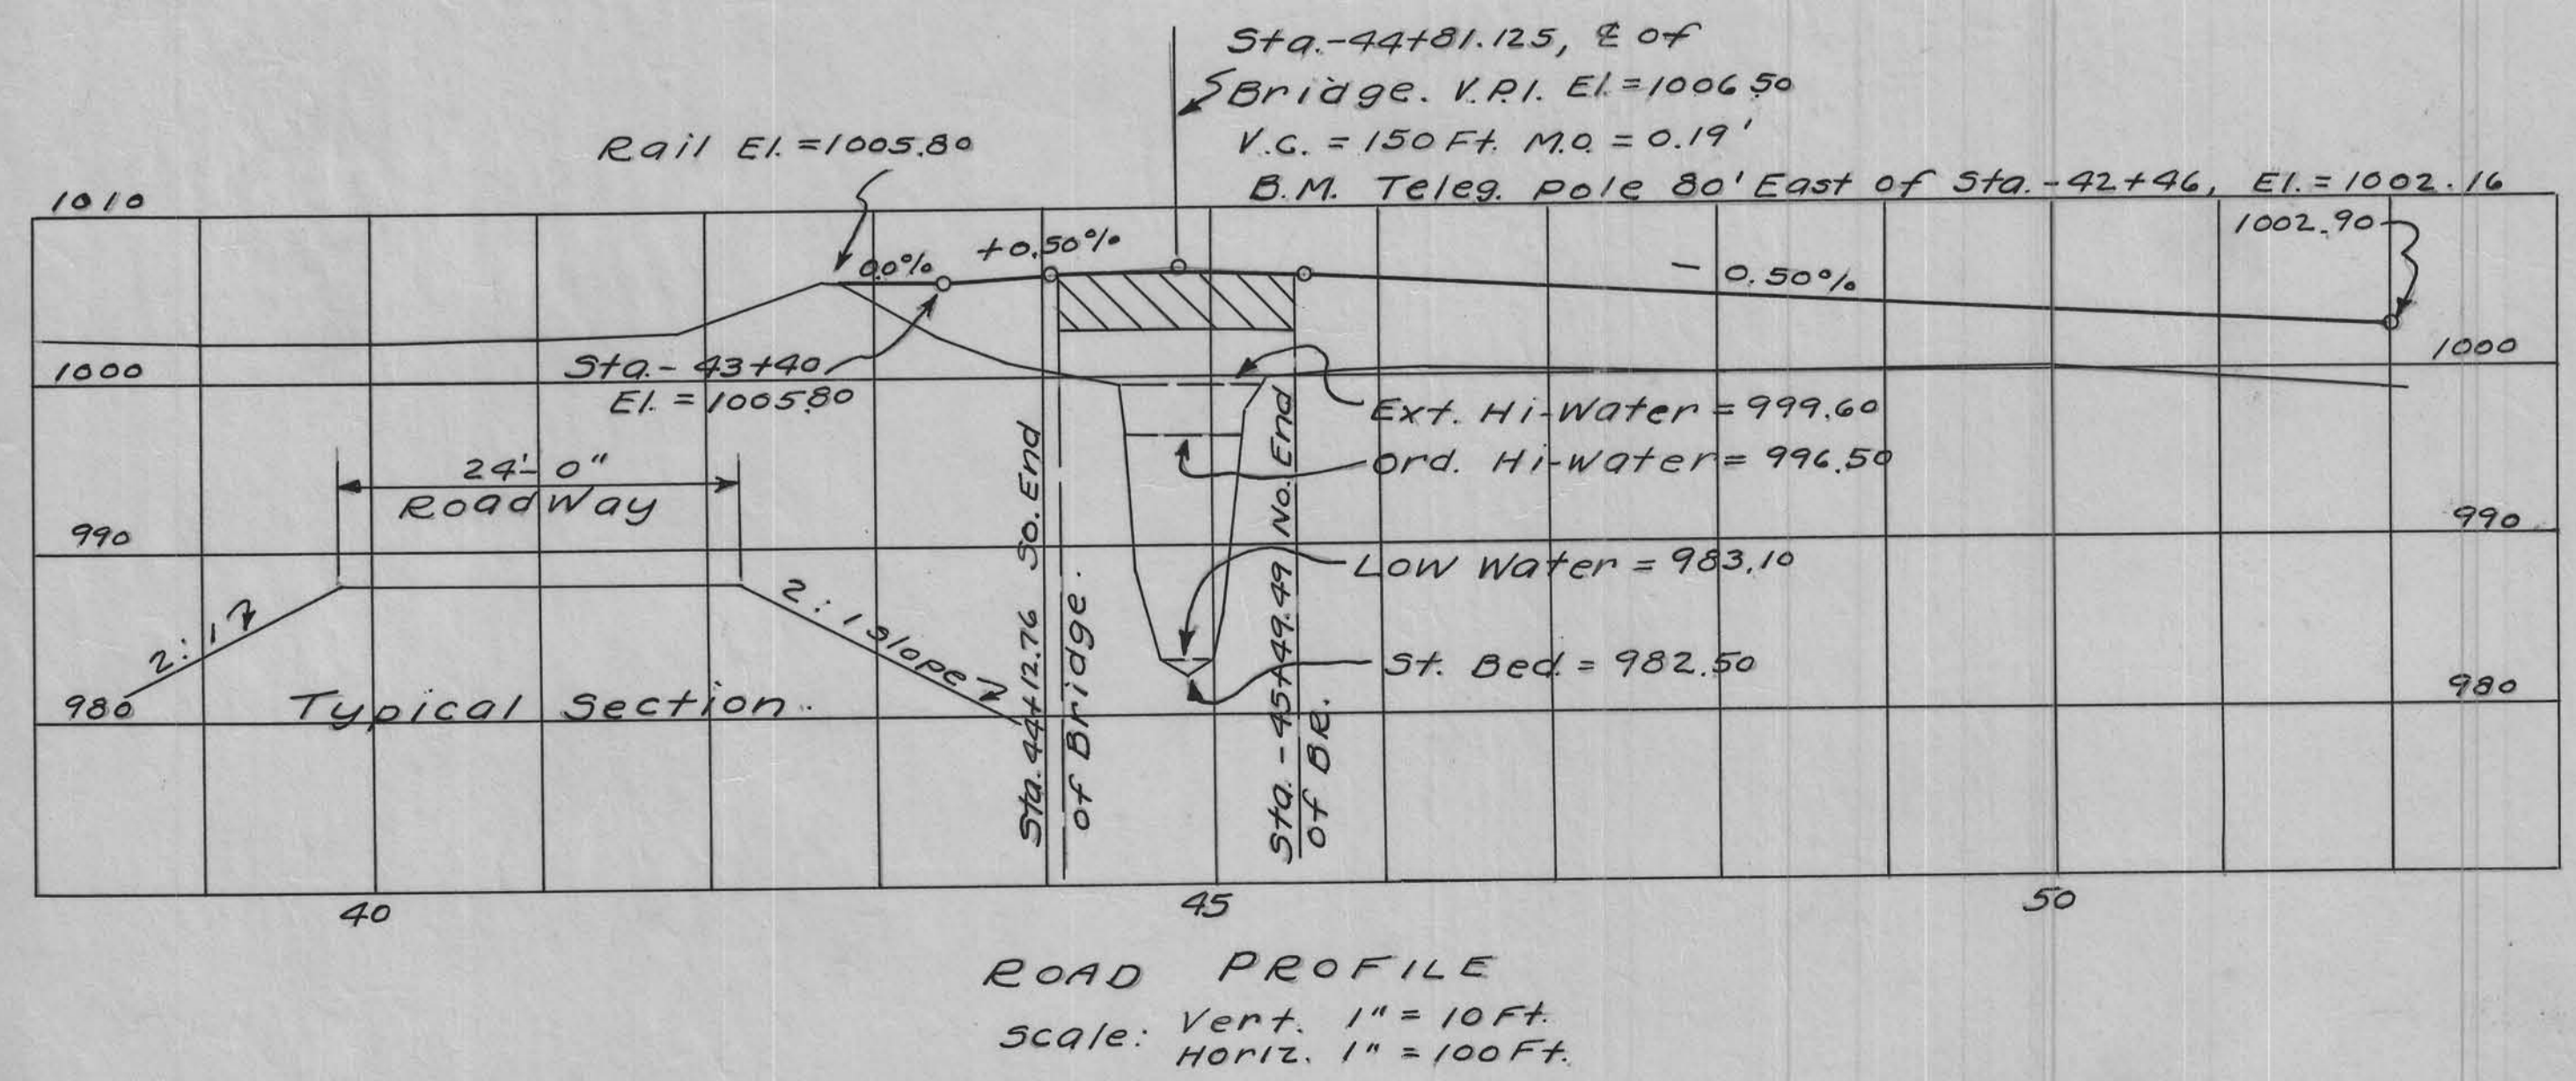 Sta.-44+81.125, ℄ of
Bridge. V.P.I. El.=1006.50
V.C. = 150 Ft. M.O. = 0.19'
B.M. Teleg. pole 80' East of Sta.-42+46, El.=1002.16
Rail El.=1005.80
1010
1002.90
0.0%
+0.50%
- 0.50%
1000
1000
Sta.- 43+40
El. = 1005.80
Ext. Hi-Water = 999.60
Ord. Hi-Water = 996.50
24'-0"
RoadWay
990
990
Low Water = 983.10
St. Bed = 982.50
2:1
2:1 slope
980
980
Typical Section.
Sta. 44+12.76 So. End
of Bridge.
Sta. -45+49.49 No. End
of BR.
40
45
50
ROAD PROFILE
Scale: Vert. 1" = 10 Ft.
Horiz. 1" = 100 Ft.